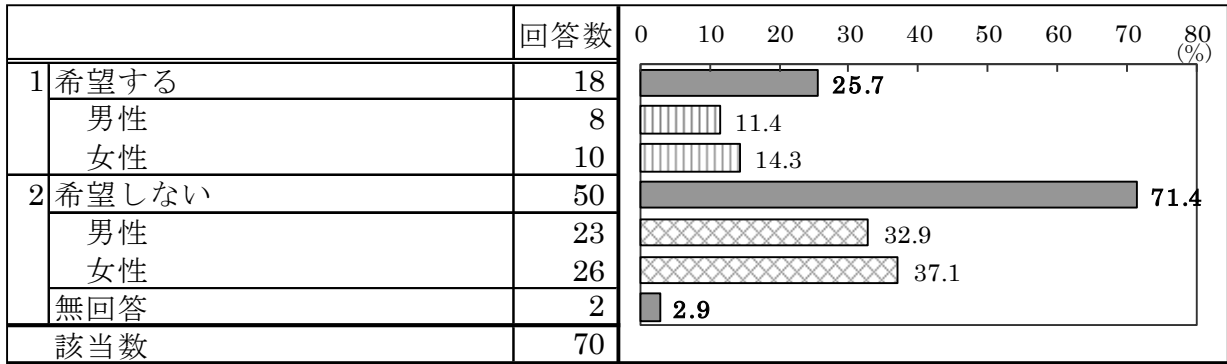 回答数 0 10 20 30 40 50 60 70 80
(%)
1 希望する 18 25.7
男性 8 11.4
女性 10 14.3
2 希望しない 50 71.4
男性 23 32.9
女性 26 37.1
無回答 2 2.9
該当数 70